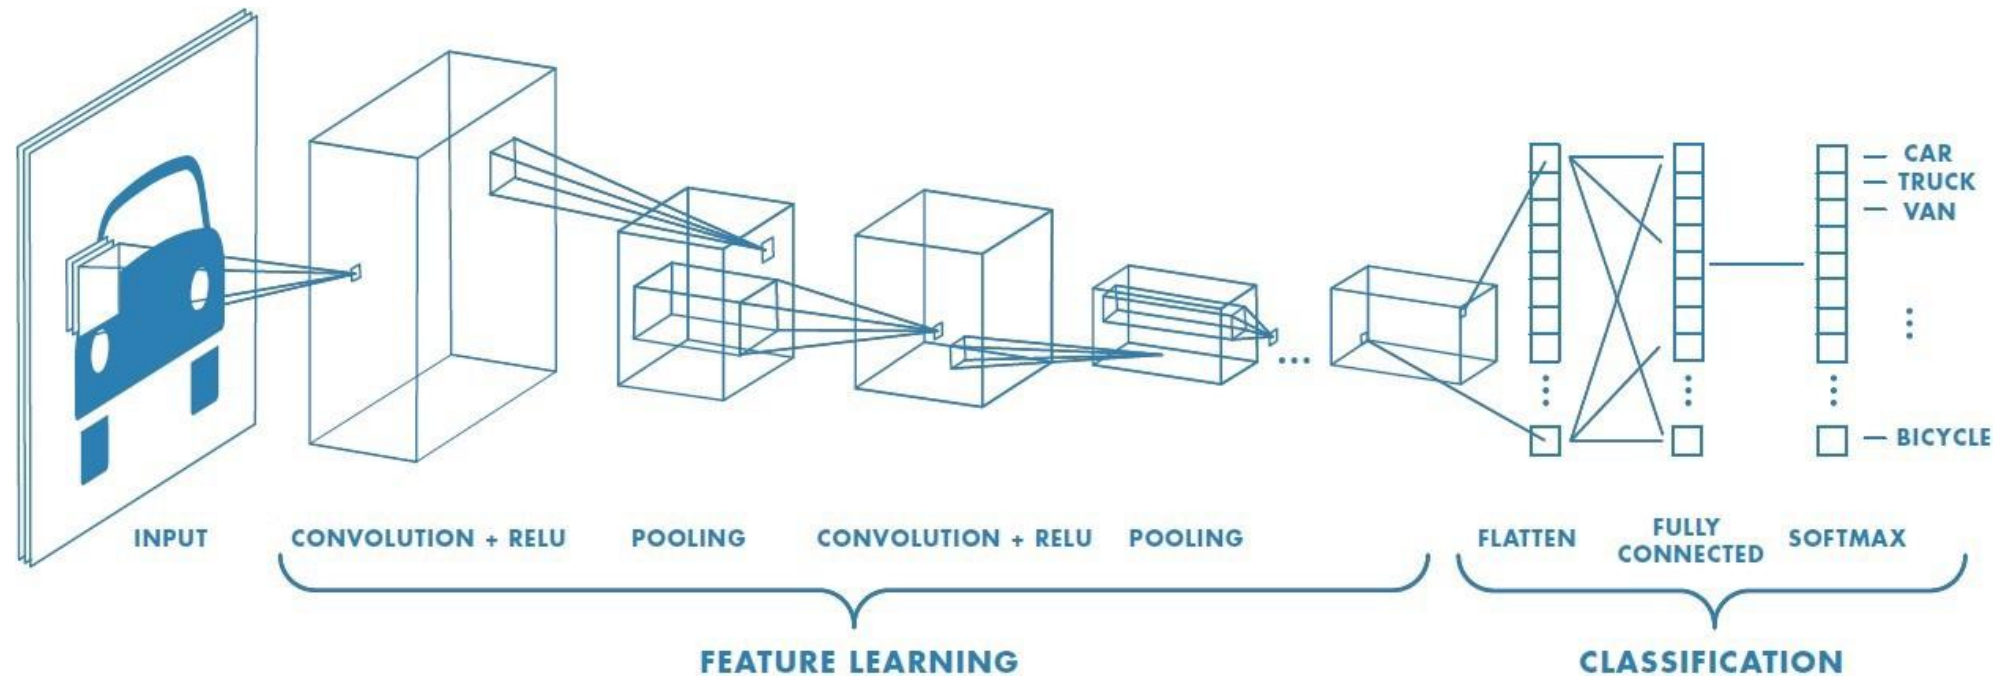 CAR
TRUCK
VAN
BICYCLE
INPUT
CONVOLUTION + RELU
POOLING
CONVOLUTION + RELU
POOLING
FLATTEN
FULLY
CONNECTED
SOFTMAX
FEATURE LEARNING
CLASSIFICATION